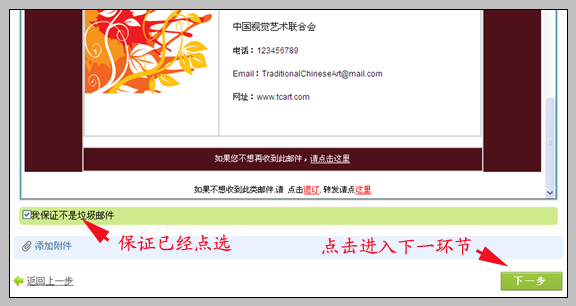 中国视觉艺术联合会
电话：123456789
Email：TraditionalChineseArt@mail.com
网址：www.tcart.com
如果您不想再收到此邮件，请点击这里
如果不想收到此类邮件,请 点击退订.转发请点这里
我保证不是垃圾邮件
保证已经点选
添加附件
点击进入下一环节
返回上一步
下一步